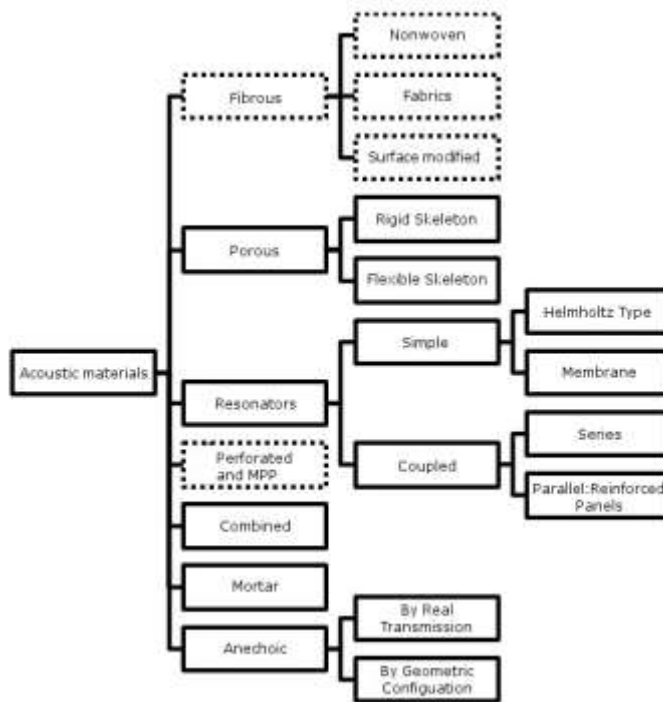 Nonwoven
Fibrous
Fabrics
Surface modified
Rigid Skeleton
Porous
Flexible Skeleton
Helmholtz Type
Simple
Acoustic materials
Membrane
Resonators
Series
Perforated
and MPP
Coupled
Parallel:Reinforced
Panels
Combined
Mortar
By Real
Transmission
Anechoic
By Geometric
Configuation